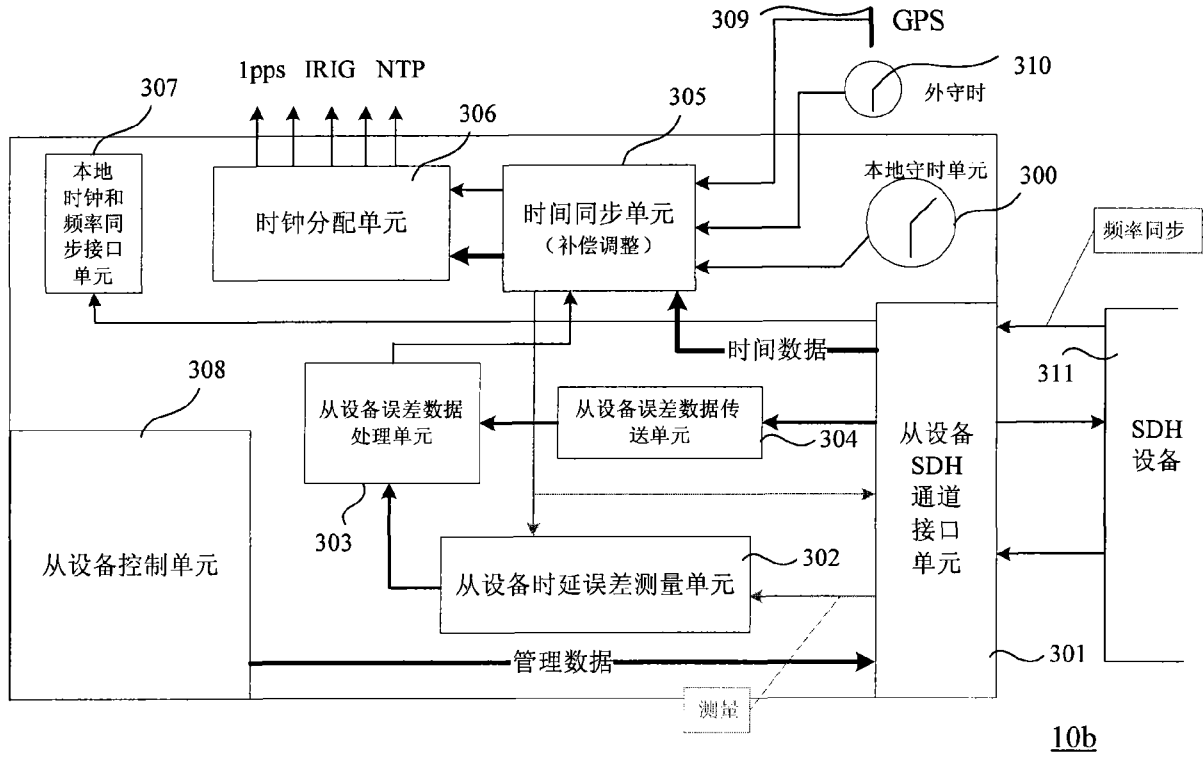 309
GPS
310
外守时
1pps IRIG NTP
307
306
305
本地
时钟和
频率同
步接口
单元
时钟分配单元
时间同步单元
（补偿调整）
本地守时单元
300
频率同步
时间数据
311
308
从设备误差数据
处理单元
从设备误差数据传
送单元
304
从设备
SDH
通道
接口
单元
SDH
设备
303
302
从设备控制单元
从设备时延误差测量单元
管理数据
301
测量
10b